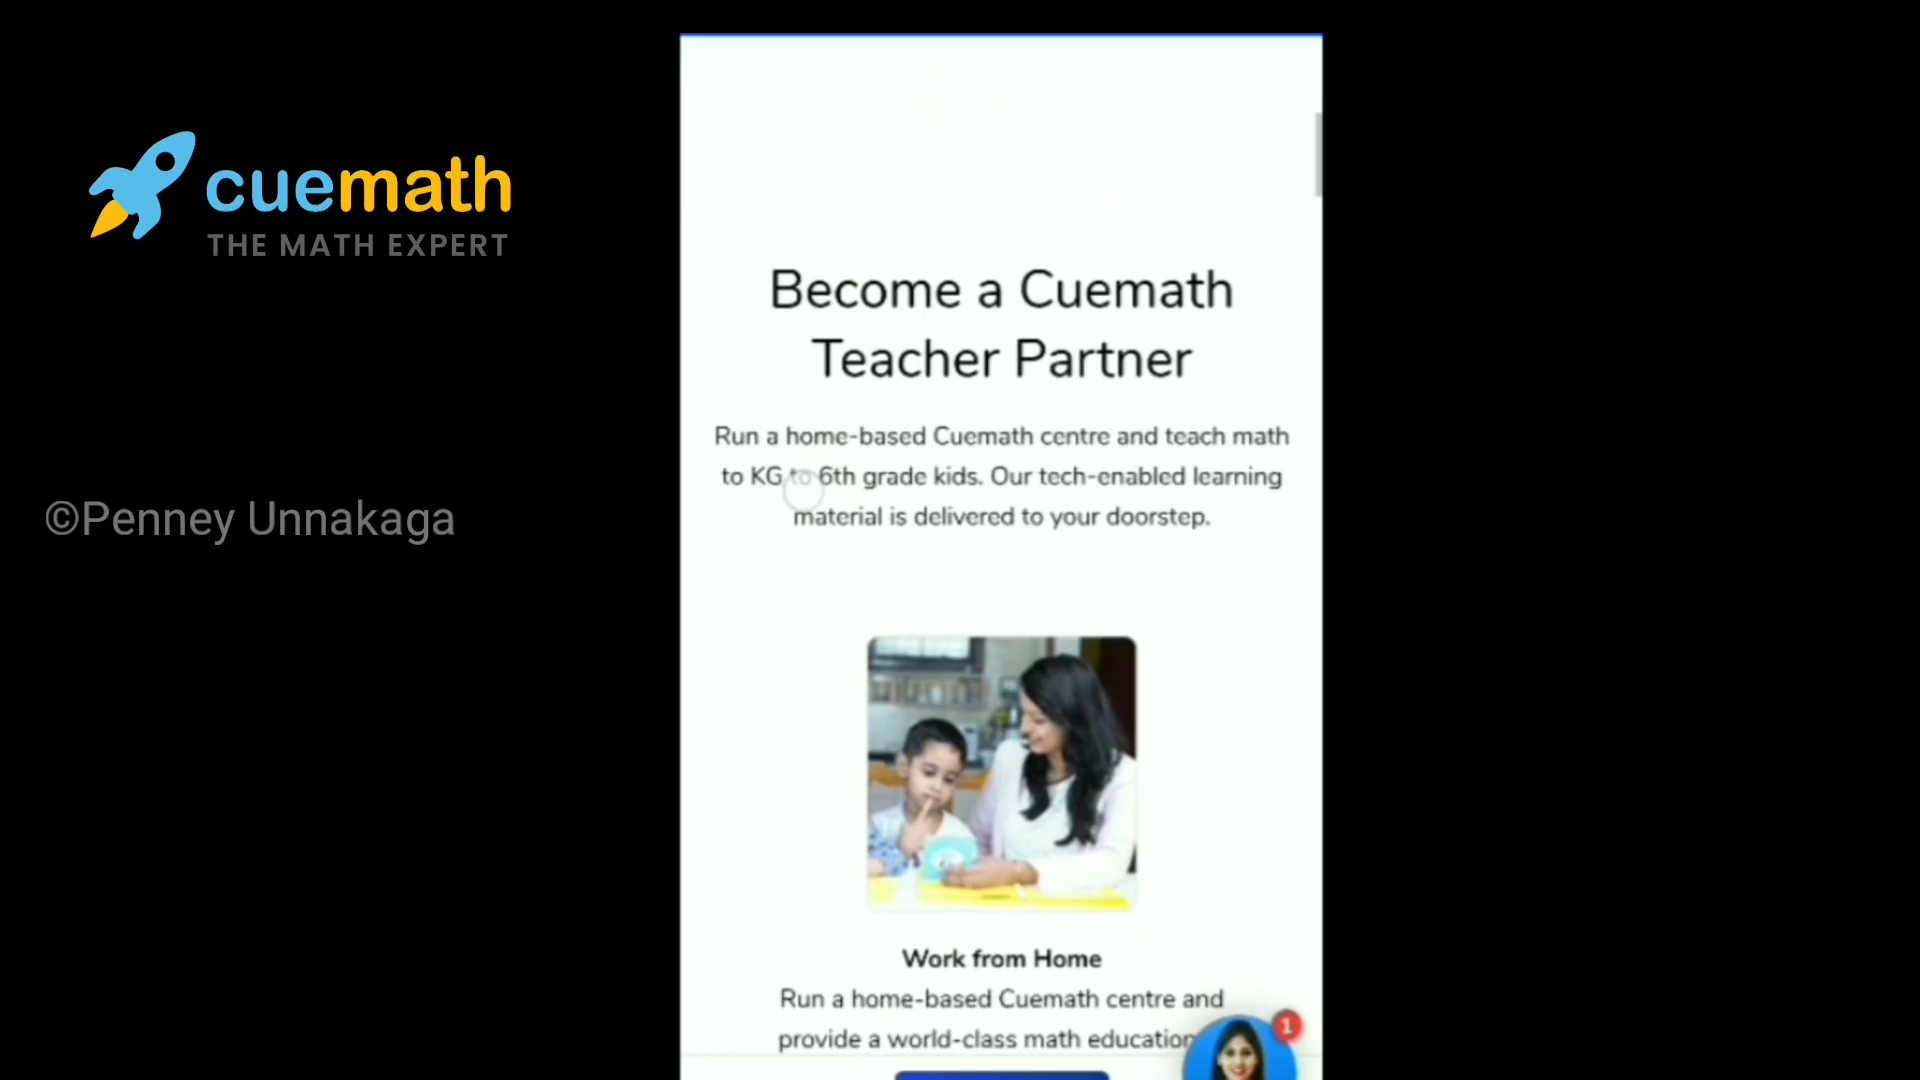 cuemath
THE MATH EXPERT
©Penney Unnakaga
Become a Cuemath
Teacher Partner
Run a home-based Cuemath centre and teach math
to KG to 6th grade kids. Our tech-enabled learning
material is delivered to your doorstep.
Work from Home
Run a home-based Cuemath centre and
provide a world-class math education
1